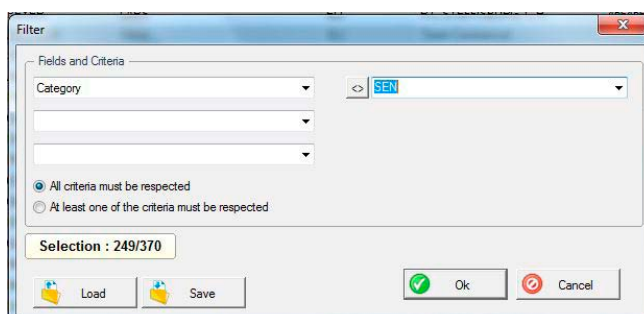 Filter
Fields and Criteria
Category <> SEN
All criteria must be respected
At least one of the criteria must be respected
Selection : 249/370
Load Save Ok Cancel